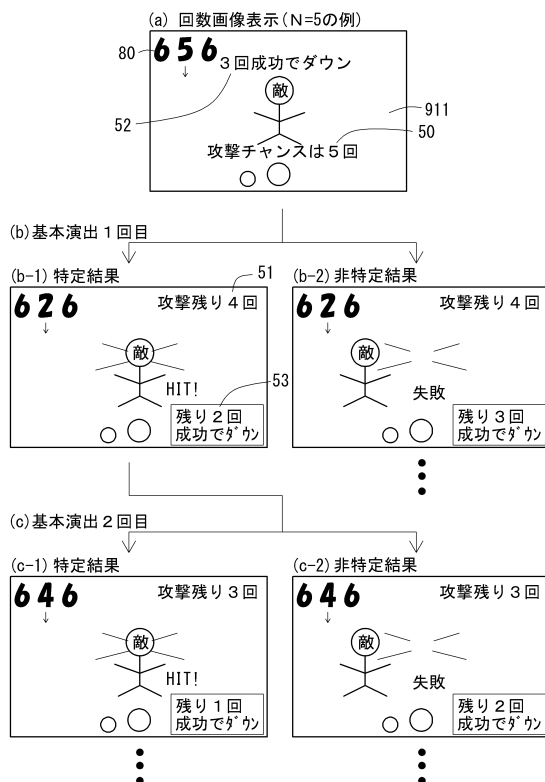 (a) 回数画像表示(N=5の例)
80
656
3回成功でダウン
敵
52
911
50
攻撃チャンスは5回
(b)基本演出1回目
(b-1) 特定結果
51
(b-2) 非特定結果
626
攻撃残り4回
敵
HIT!
53
残り2回
成功でダウン
626
攻撃残り4回
敵
失敗
残り3回
成功でダウン
(c)基本演出2回目
(c-1) 特定結果
(c-2) 非特定結果
646
攻撃残り3回
敵
HIT!
残り1回
成功でダウン
646
攻撃残り3回
敵
失敗
残り2回
成功でダウン